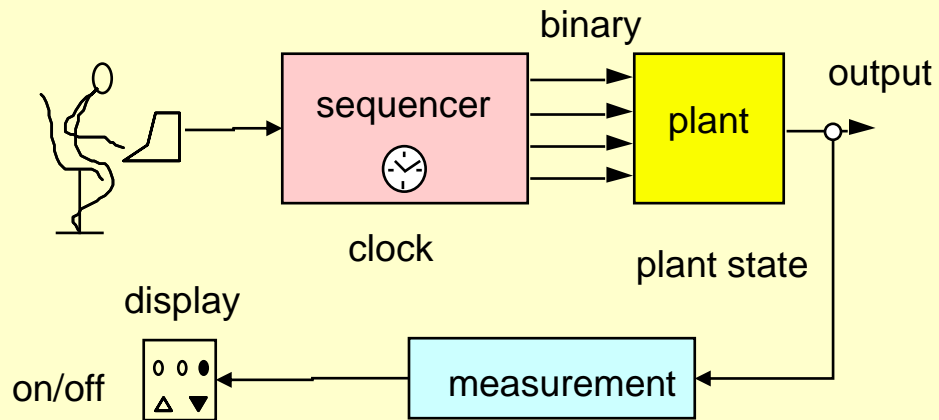 binary
output
sequencer
plant
clock
plant state
display
on/off
measurement